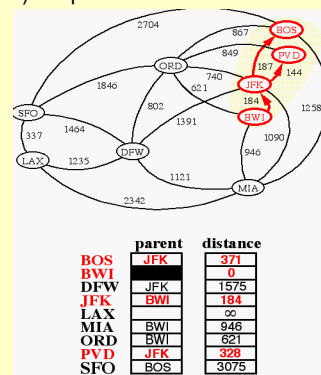 2704
BOS
867
849
PVD
ORD
187
144
1846
740
JFK
621
184
SFO
802
1391
BWI
1258
337
1464
1090
DFW
946
LAX
1235
1121
MIA
2342
parent distance
BOS JFK 371
BWI 0
DFW JFK 1575
JFK BWI 184
LAX ∞
MIA BWI 946
ORD BWI 621
PVD JFK 328
SFO BOS 3075